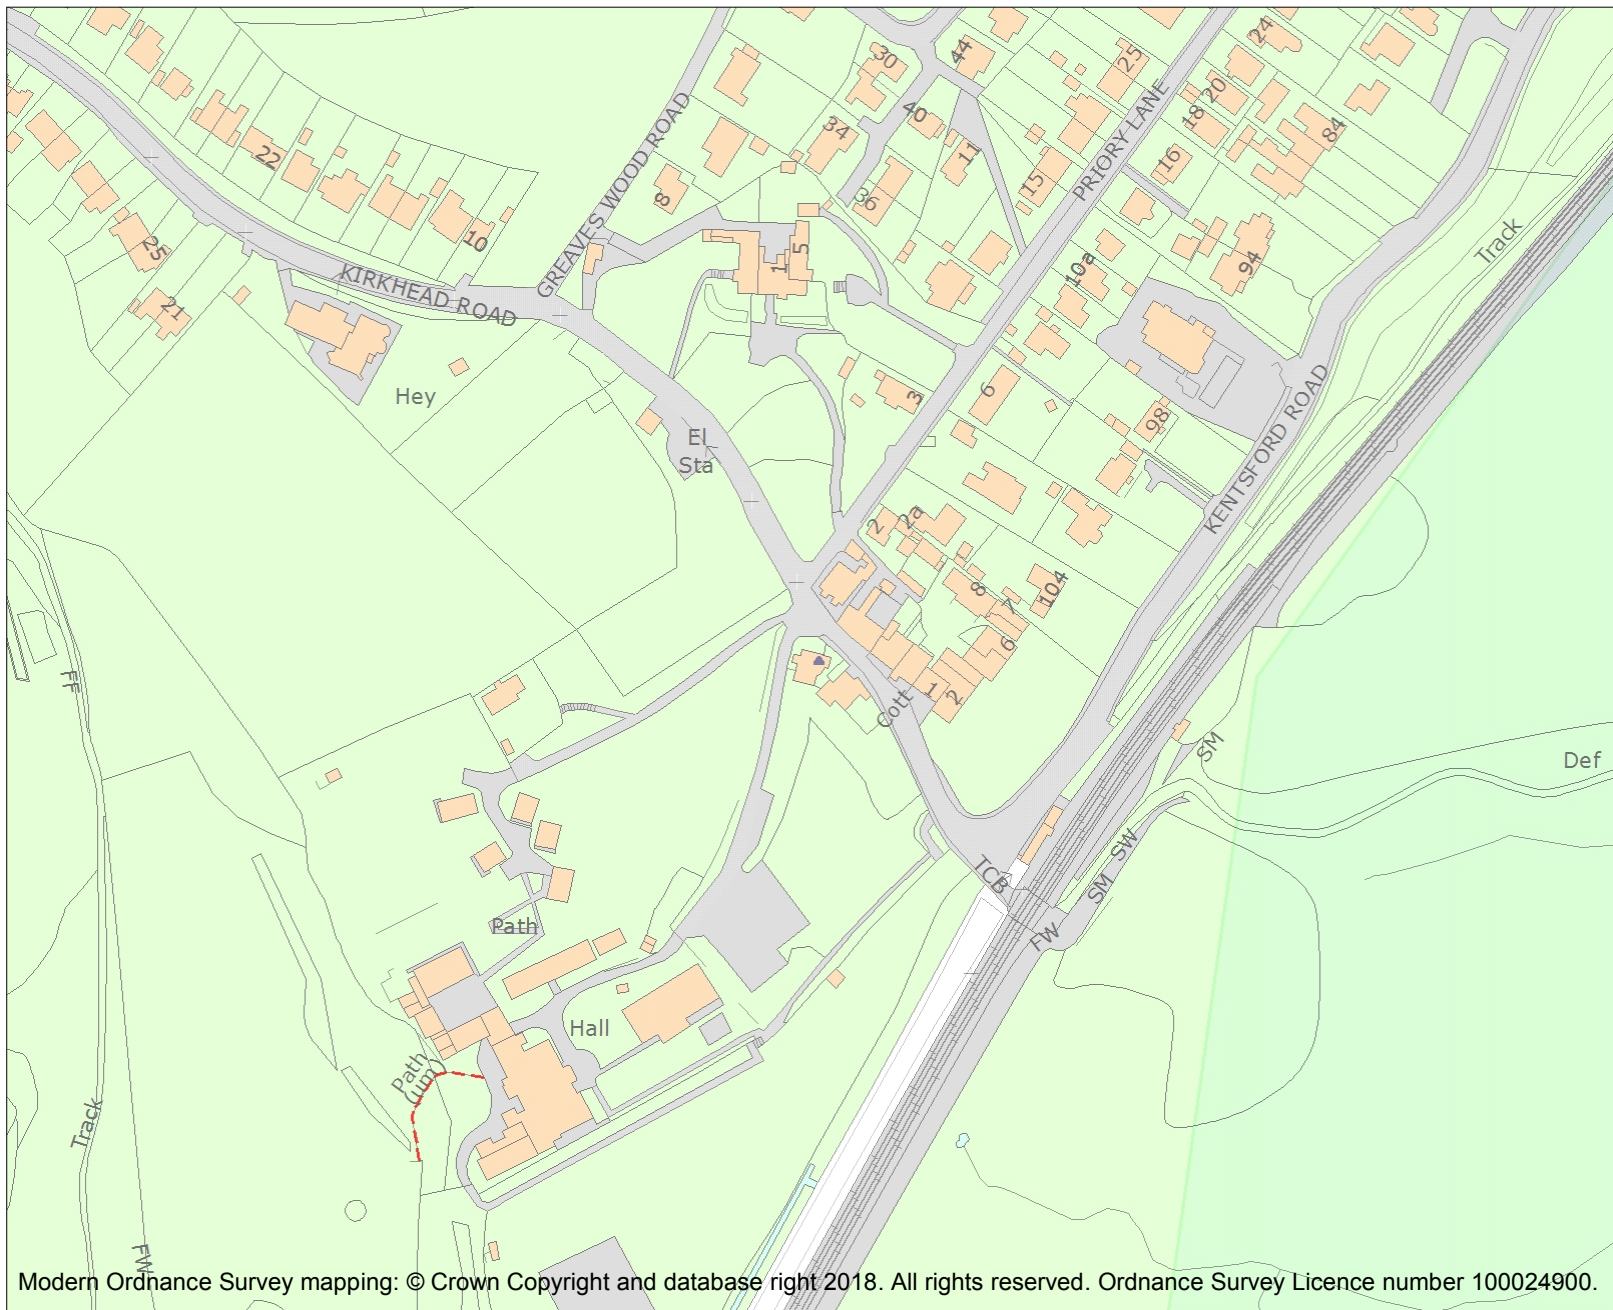 24
30
44
25
20
18
84
GREAVES WOOD ROAD
34
40
11
PRIORY LANE
16
22
8
36
15
25
10
1
5
10a
94
Track
KIRKHEAD ROAD
21
Hey
3
6
98
KENTSFORD ROAD
El
Sta
2
2a
8
7
104
6
1
2
Cott
FF
SM
Def
TCB
SW
SM
FW
Path
Hall
Path
(um)
Track
FW
Modern Ordnance Survey mapping: © Crown Copyright and database right 2018. All rights reserved. Ordnance Survey Licence number 100024900.